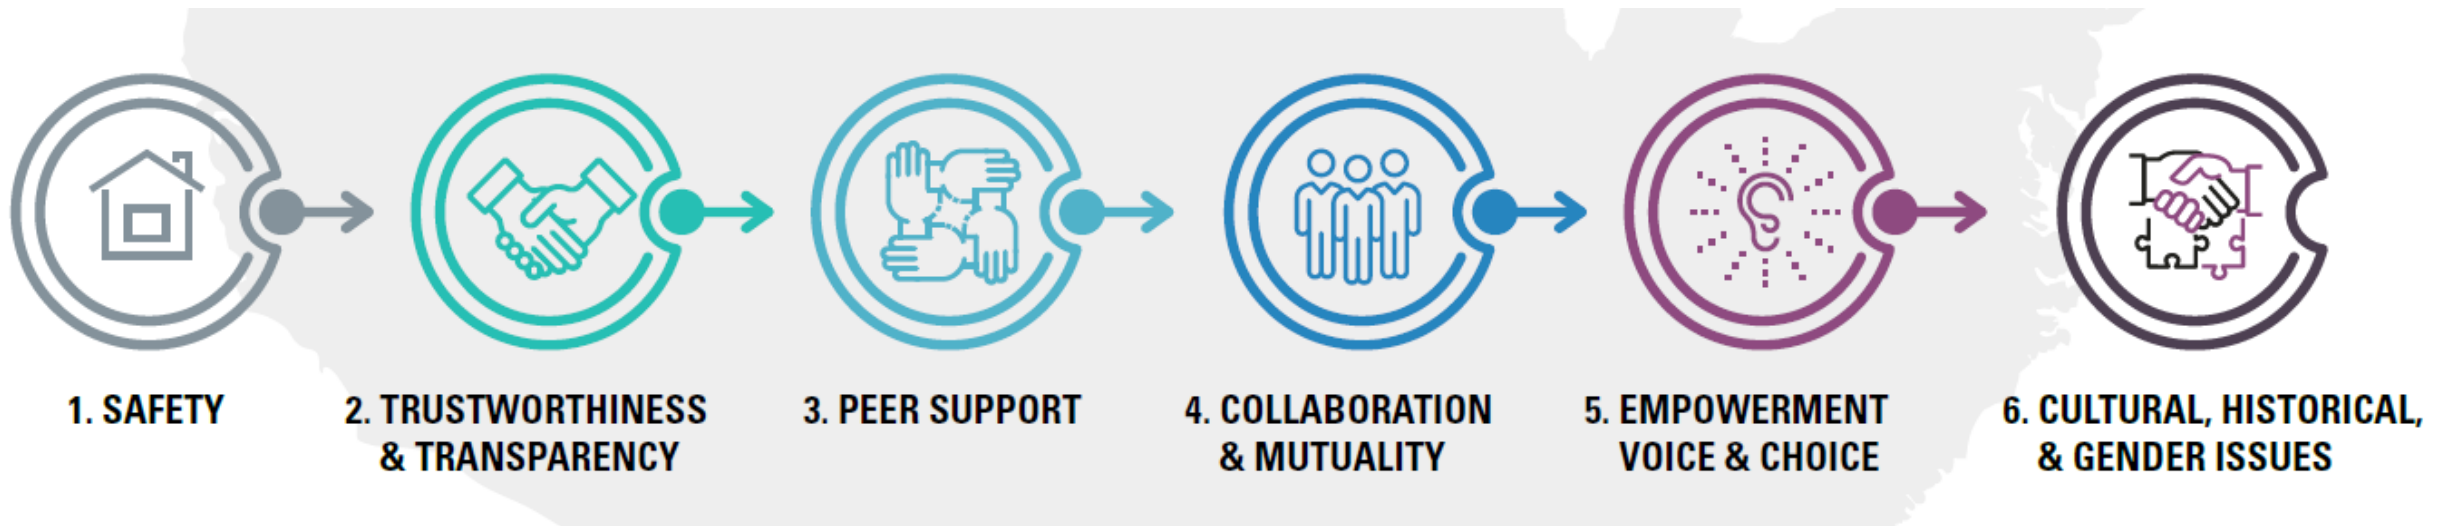 1. SAFETY
2. TRUSTWORTHINESS
& TRANSPARENCY
3. PEER SUPPORT
4. COLLABORATION
& MUTUALITY
5. EMPOWERMENT
VOICE & CHOICE
6. CULTURAL, HISTORICAL,
& GENDER ISSUES